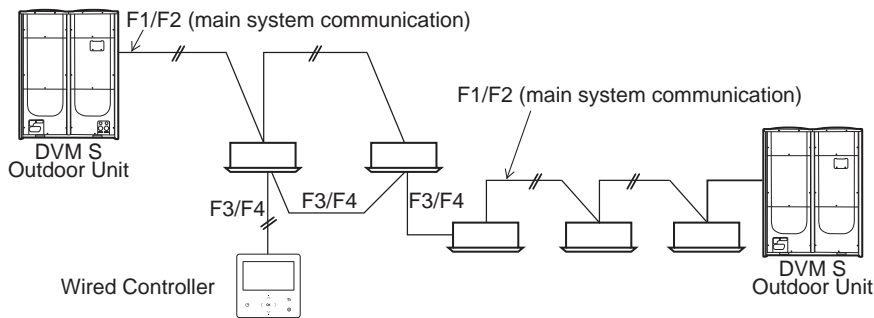 F1/F2 (main system communication)
F1/F2 (main system communication)
DVM S
Outdoor Unit
F3/F4
F3/F4
F3/F4
Wired Controller
DVM S
Outdoor Unit